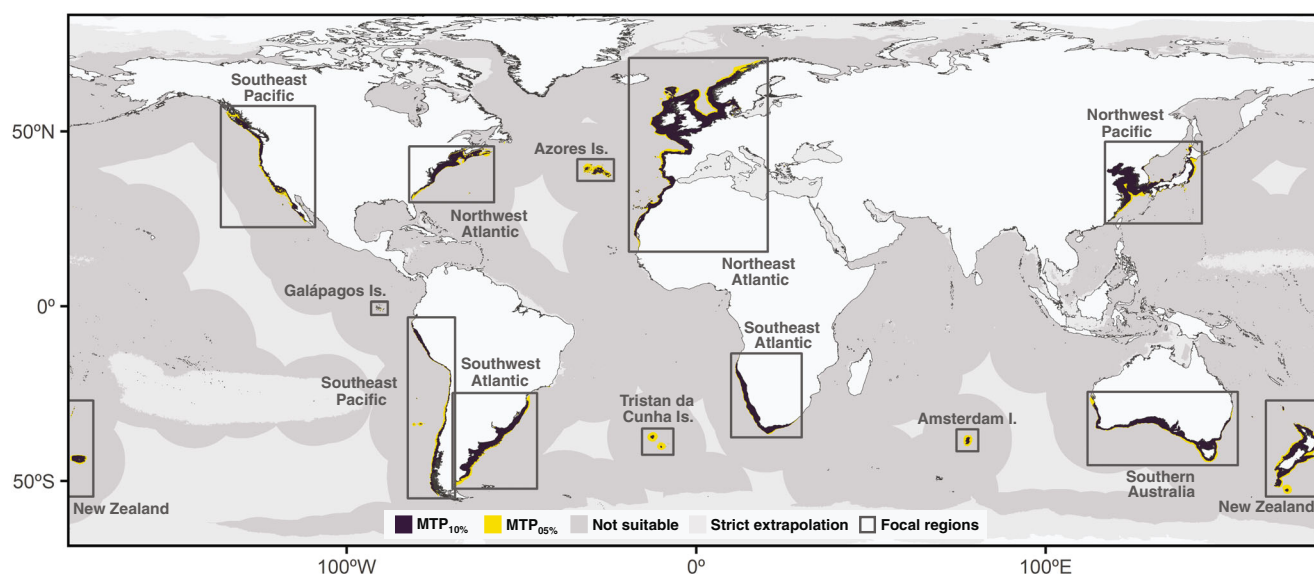 Southeast
Pacific
50ºN
Azores Is.
Northwest
Pacific
Northwest
Atlantic
Northeast
Atlantic
Galápagos Is.
0º
Southeast
Atlantic
Southwest
Atlantic
Southeast
Pacific
Tristan da
Cunha Is.
Amsterdam I.
50ºS
Southern
Australia
New Zealand
New Zealand
MTP10% MTP05% Not suitable Strict extrapolation Focal regions
100ºW 0º 100ºE